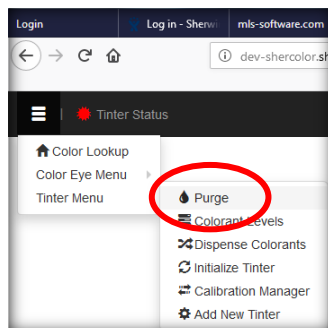 Login
Log in - Sherwi
mls-software.com
dev-shercolor.sh
Tinter Status
Color Lookup
Color Eye Menu
Tinter Menu
Purge
Colorant Levels
Dispense Colorants
Initialize Tinter
Calibration Manager
Add New Tinter